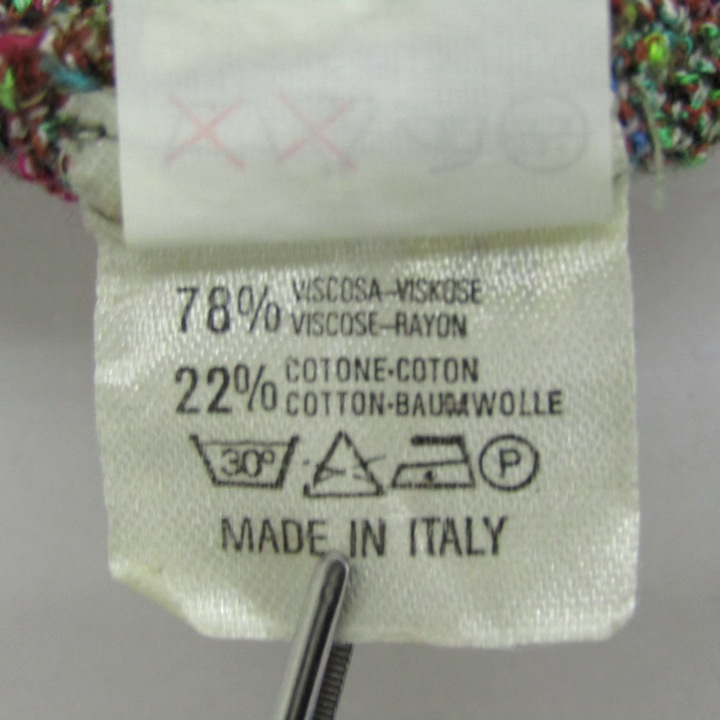 78% VISCOSA-VISKOSE
VISCOSE-RAYON
22% COTONE·COTON
COTTON·BAUMWOLLE
30° P
MADE IN ITALY